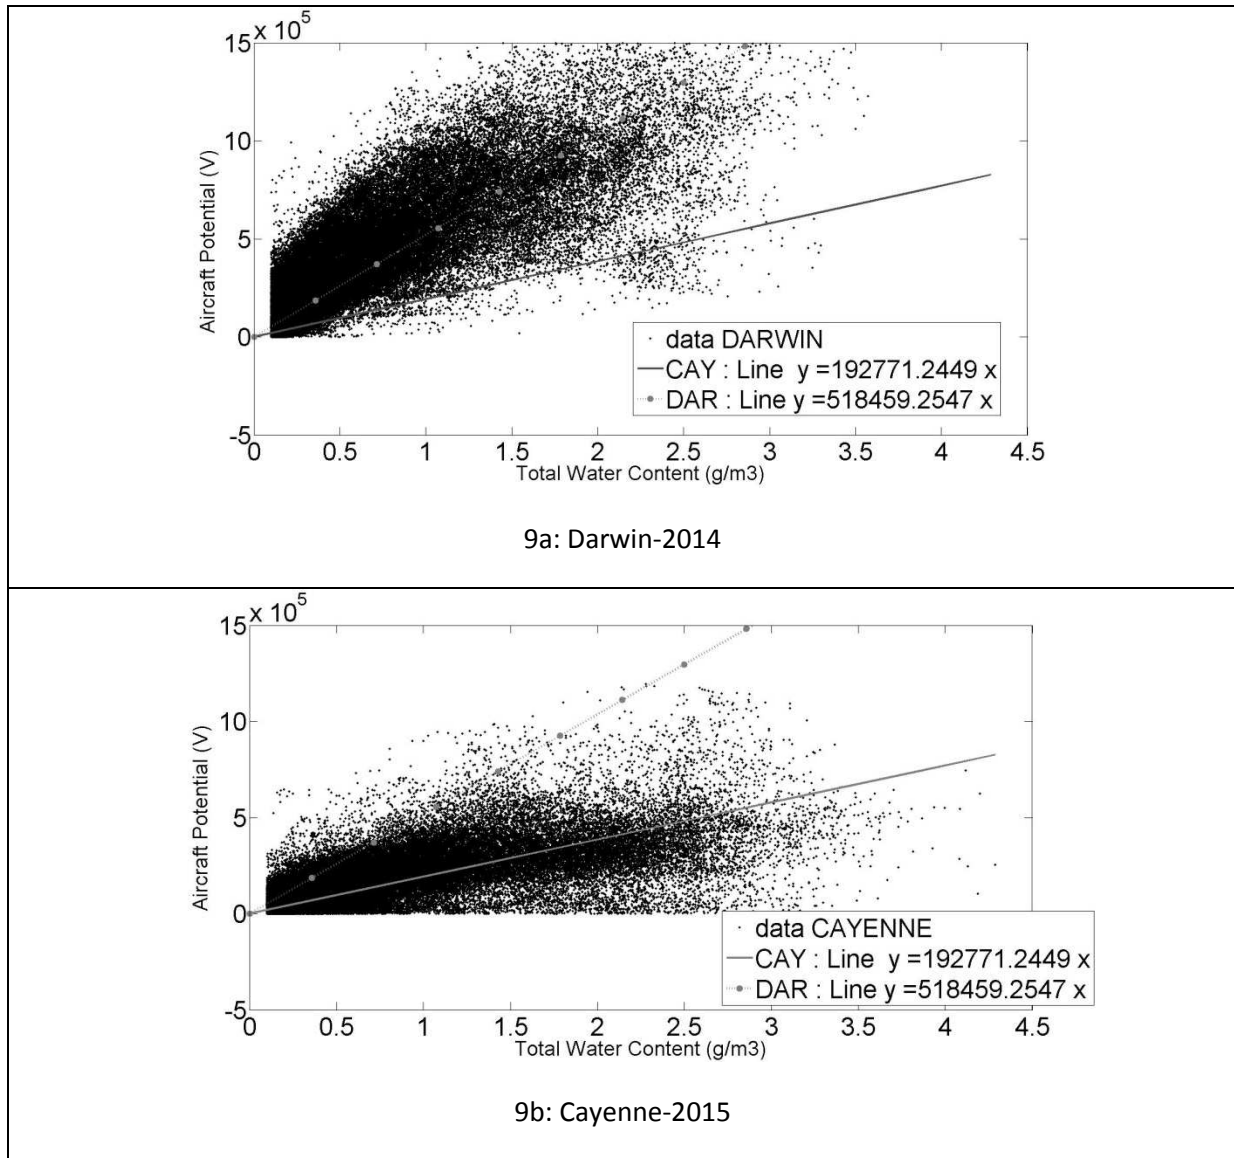 15 x 10^5
10
5
0
-5
Aircraft Potential (V)
0 0.5 1 1.5 2 2.5 3 3.5 4 4.5
Total Water Content (g/m3)
data DARWIN
CAY : Line y =192771.2449 x
DAR : Line y =518459.2547 x
9a: Darwin-2014
15 x 10^5
10
5
0
-5
Aircraft Potential (V)
0 0.5 1 1.5 2 2.5 3 3.5 4 4.5
Total Water Content (g/m3)
data CAYENNE
CAY : Line y =192771.2449 x
DAR : Line y =518459.2547 x
9b: Cayenne-2015